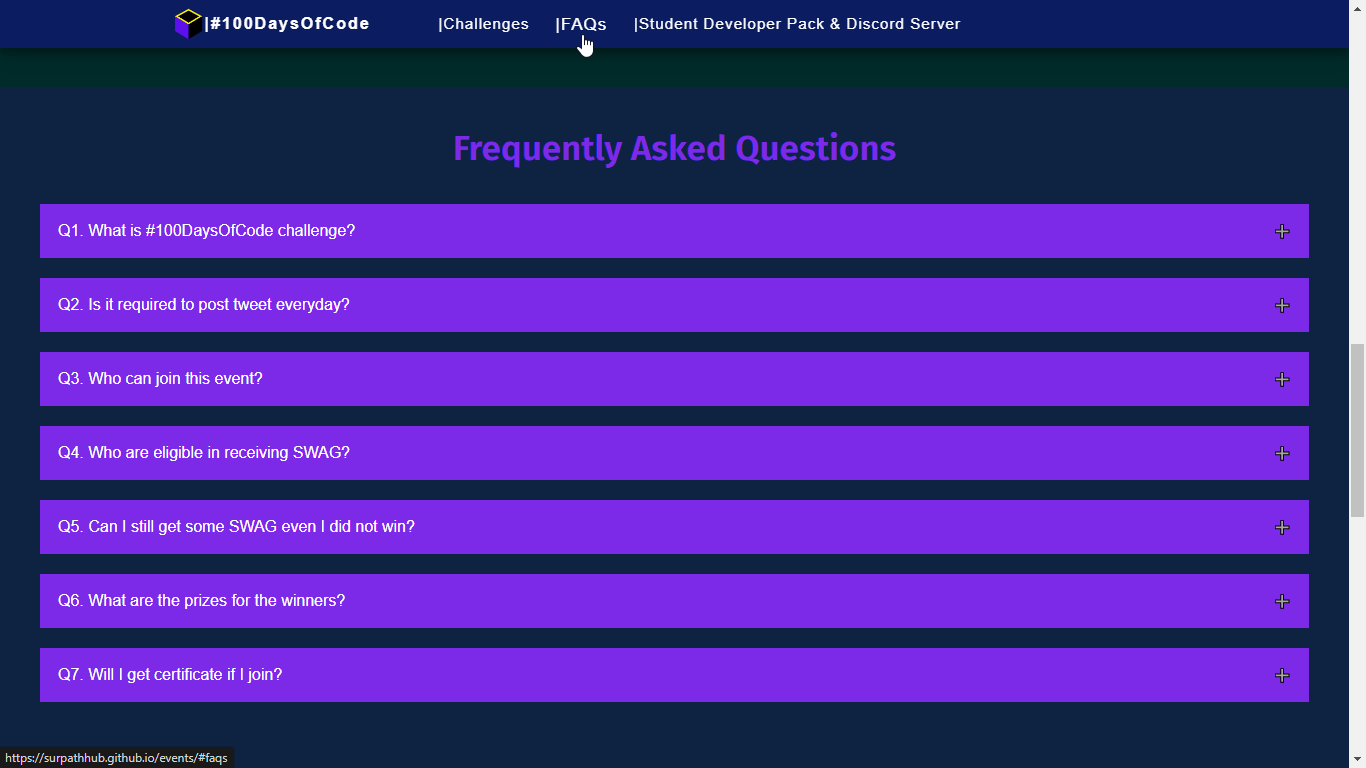 |#100DaysOfCode |Challenges |FAQs |Student Developer Pack & Discord Server
Frequently Asked Questions
Q1. What is #100DaysOfCode challenge?
Q2. Is it required to post tweet everyday?
Q3. Who can join this event?
Q4. Who are eligible in receiving SWAG?
Q5. Can I still get some SWAG even I did not win?
Q6. What are the prizes for the winners?
Q7. Will I get certificate if I join?
https://surpathhub.github.io/events/#faqs